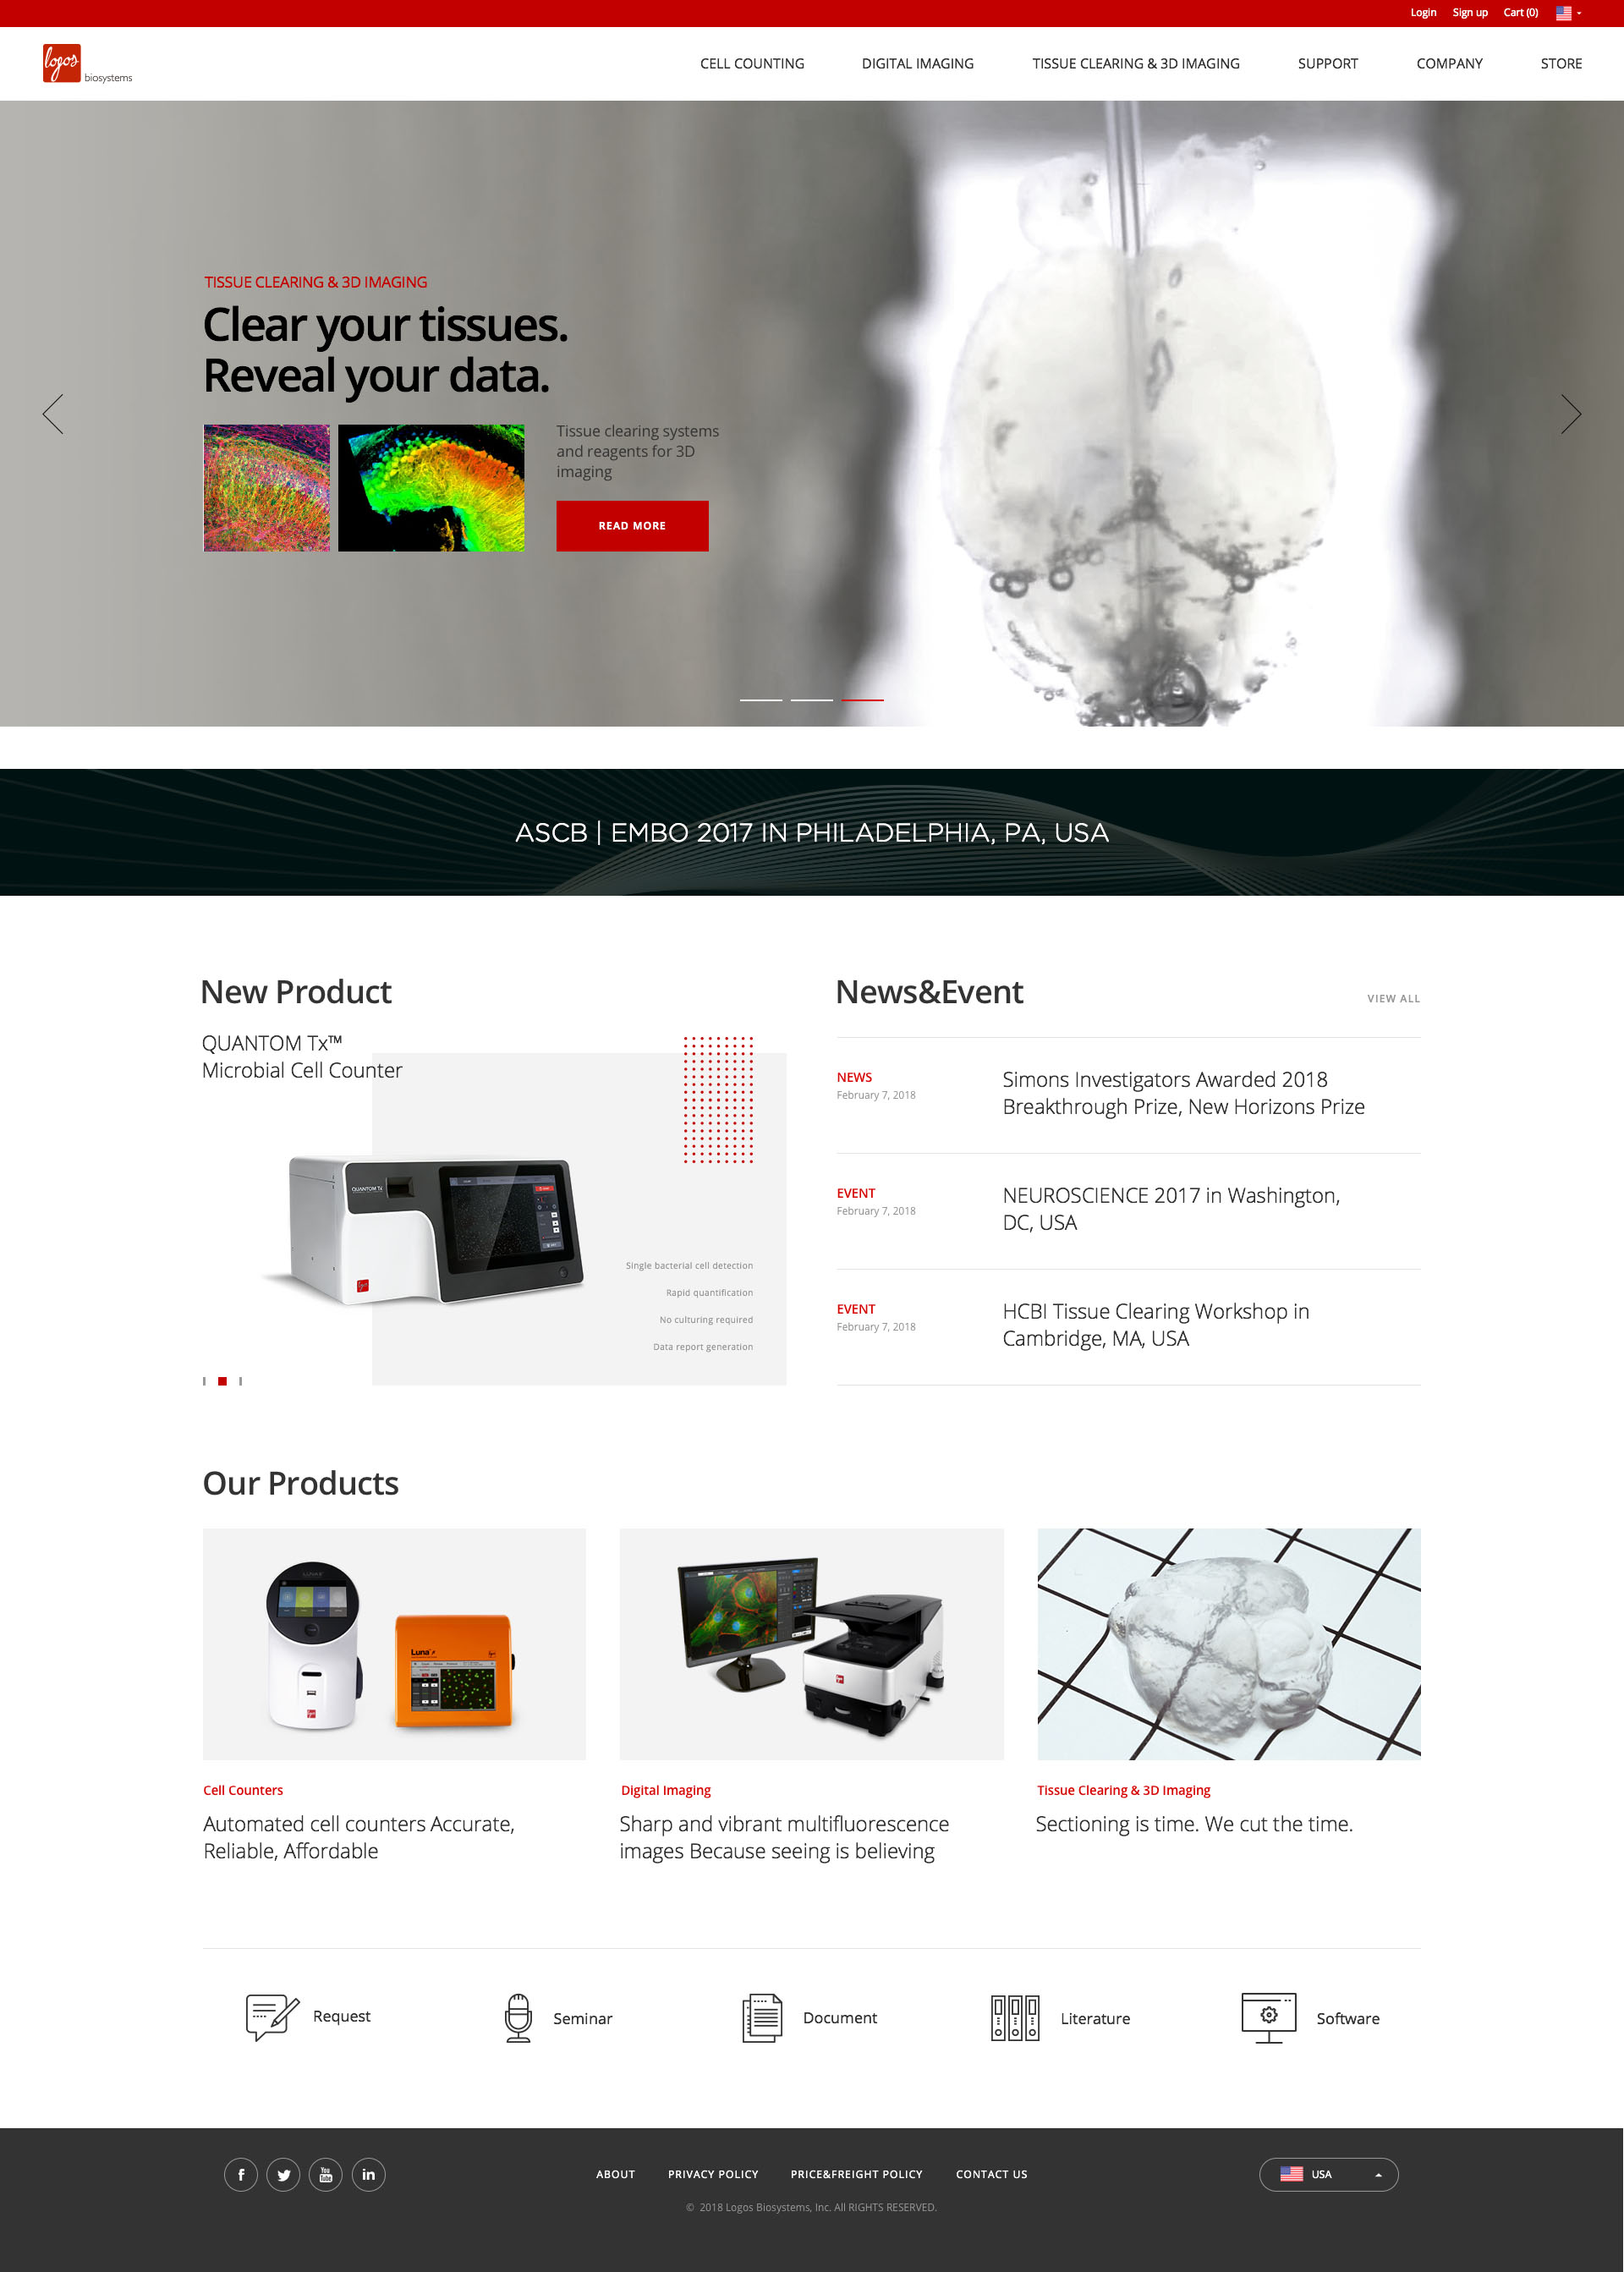 Login Sign up Cart (0)
logos
biosystems
CELL COUNTING DIGITAL IMAGING TISSUE CLEARING & 3D IMAGING SUPPORT COMPANY STORE
TISSUE CLEARING & 3D IMAGING
Clear your tissues.
Reveal your data.
Tissue clearing systems
and reagents for 3D
imaging
READ MORE
ASCB | EMBO 2017 IN PHILADELPHIA, PA, USA
New Product
QUANTOM Tx™
Microbial Cell Counter
QUANTOM Tx
Single bacterial cell detection
Rapid quantification
No culturing required
Data report generation
News&Event
VIEW ALL
NEWS
February 7, 2018
Simons Investigators Awarded 2018
Breakthrough Prize, New Horizons Prize
EVENT
February 7, 2018
NEUROSCIENCE 2017 in Washington,
DC, USA
EVENT
February 7, 2018
HCBI Tissue Clearing Workshop in
Cambridge, MA, USA
Our Products
Luna
Cell Counters
Automated cell counters Accurate,
Reliable, Affordable
Digital Imaging
Sharp and vibrant multifluorescence
images Because seeing is believing
Tissue Clearing & 3D Imaging
Sectioning is time. We cut the time.
Request
Seminar
Document
Literature
Software
f
You
Tube
in
ABOUT PRIVACY POLICY PRICE&FREIGHT POLICY CONTACT US
© 2018 Logos Biosystems, Inc. All RIGHTS RESERVED.
USA